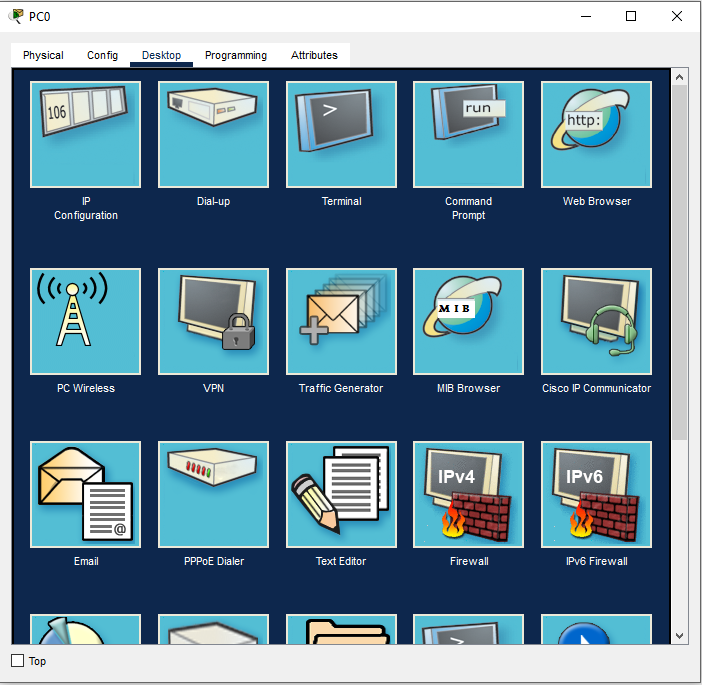 PC0
Physical Config Desktop Programming Attributes
106
>
run
http:
IP
Configuration
Dial-up
Terminal
Command
Prompt
Web Browser
MIB
PC Wireless
VPN
Traffic Generator
MIB Browser
Cisco IP Communicator
@
IPv4
IPv6
Email
PPPoE Dialer
Text Editor
Firewall
IPv6 Firewall
>
Top